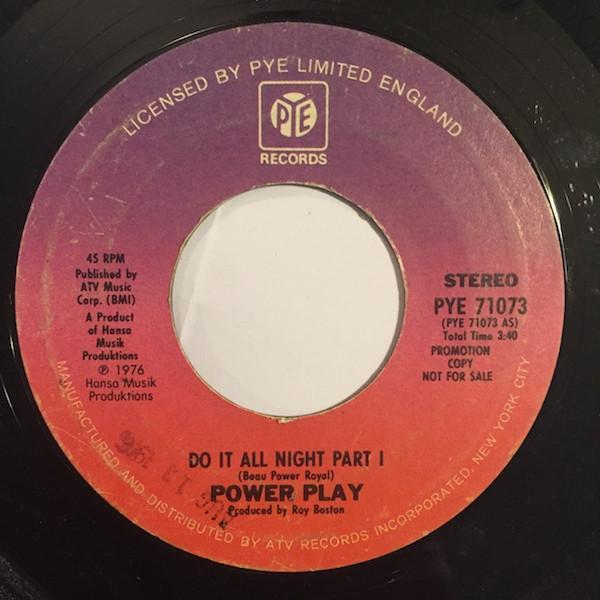 LICENSED BY PYE LIMITED ENGLAND
PYE
RECORDS
45 RPM
Published by
ATV Music
Corp. (BMI)
A Product
of Hansa
Musik
Produktions
℗ 1976
Hansa Musik
Produktions
STEREO
PYE 71073
(PYE 71073 AS)
Total Time 3:40
PROMOTION
COPY
NOT FOR SALE
DO IT ALL NIGHT PART I
(Beau Power Royal)
POWER PLAY
Produced by Roy Boston
AUG 13 1976
MANUFACTURED AND DISTRIBUTED BY ATV RECORDS INCORPORATED, NEW YORK CITY